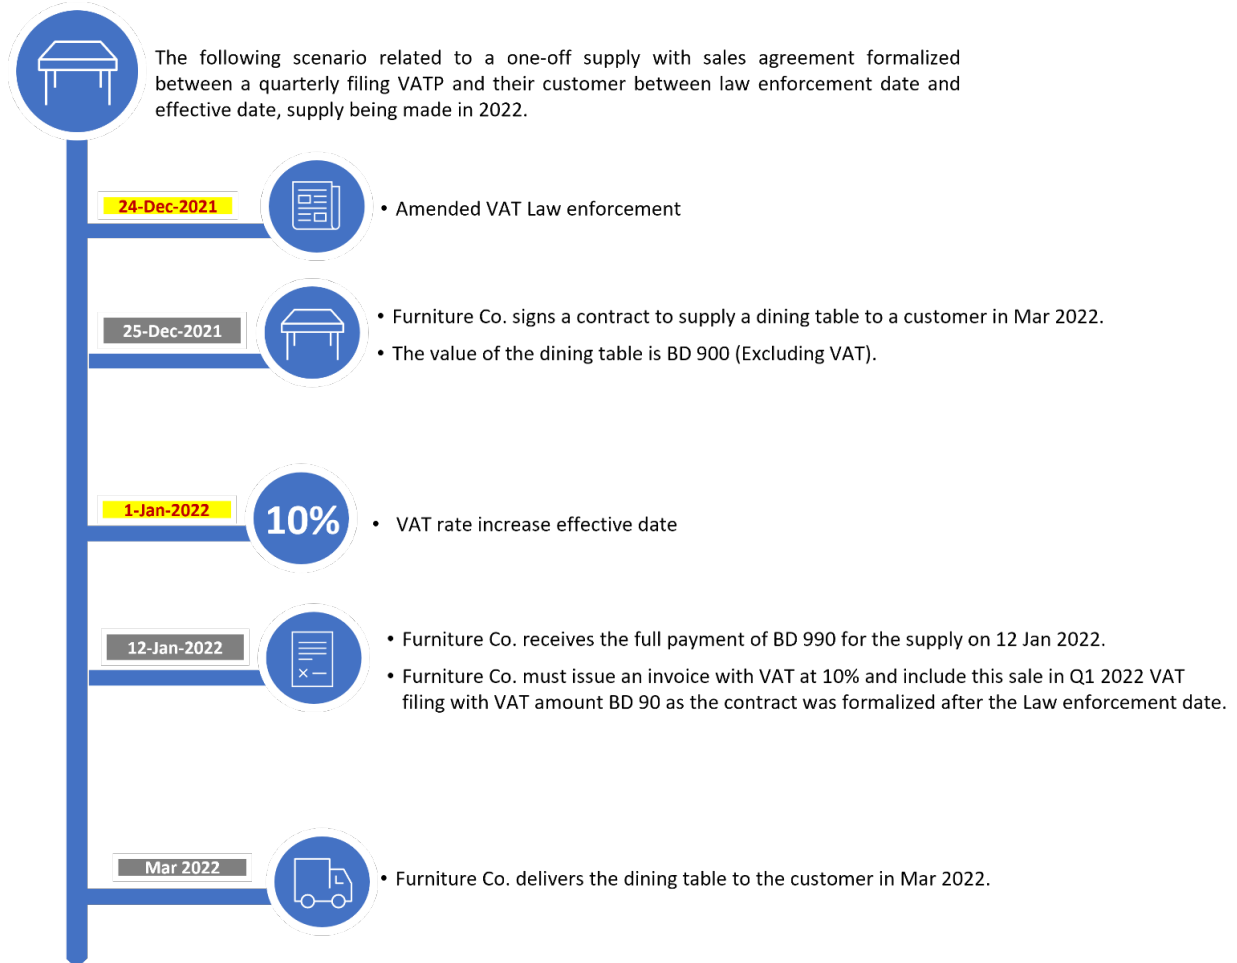 The following scenario related to a one-off supply with sales agreement formalized
between a quarterly filing VATP and their customer between law enforcement date and
effective date, supply being made in 2022.
24-Dec-2021
• Amended VAT Law enforcement
25-Dec-2021
• Furniture Co. signs a contract to supply a dining table to a customer in Mar 2022.
• The value of the dining table is BD 900 (Excluding VAT).
1-Jan-2022
10%
• VAT rate increase effective date
12-Jan-2022
• Furniture Co. receives the full payment of BD 990 for the supply on 12 Jan 2022.
• Furniture Co. must issue an invoice with VAT at 10% and include this sale in Q1 2022 VAT
filing with VAT amount BD 90 as the contract was formalized after the Law enforcement date.
Mar 2022
• Furniture Co. delivers the dining table to the customer in Mar 2022.